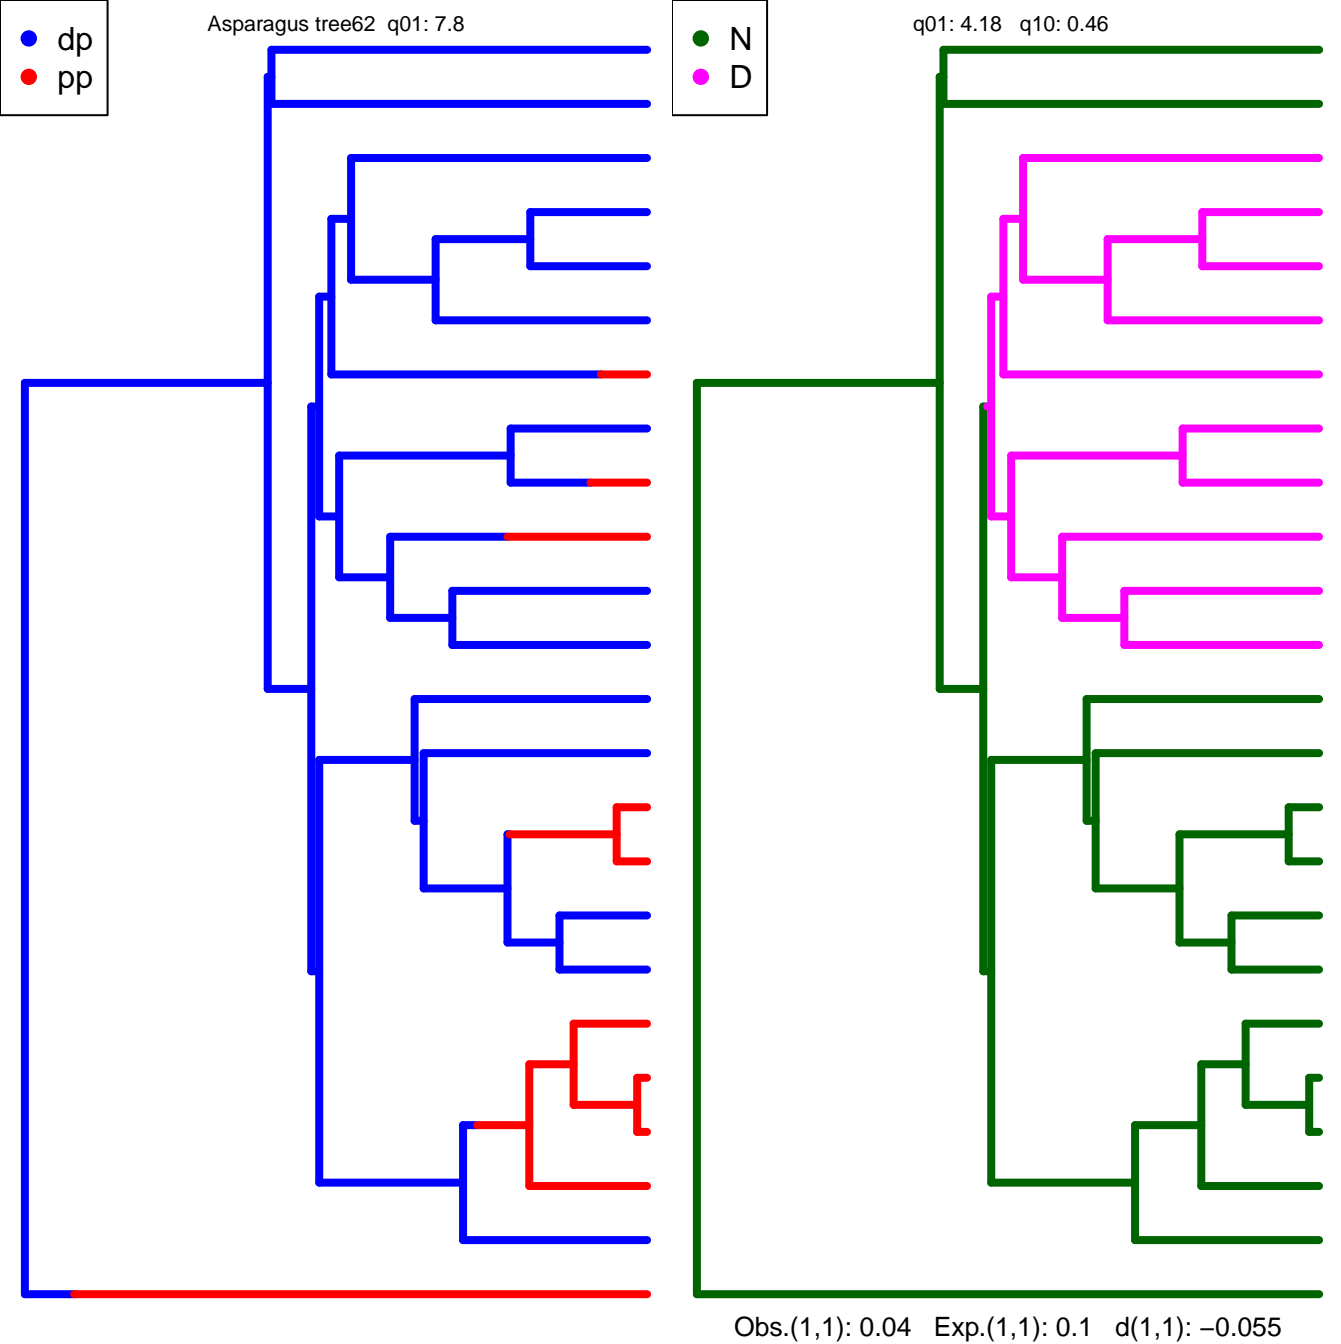 Asparagus tree62 q01: 7.8
dp
pp
q01: 4.18 q10: 0.46
N
D
Obs.(1,1): 0.04 Exp.(1,1): 0.1 d(1,1): −0.055